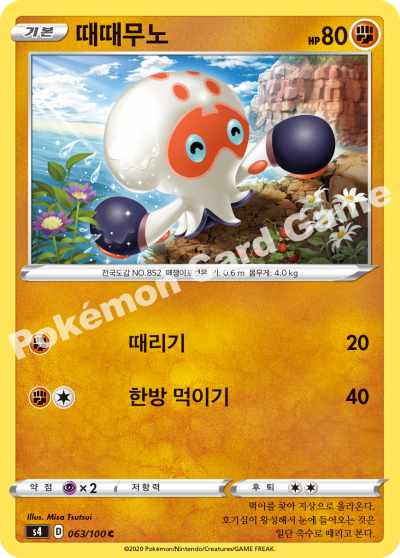 기본 때때무노 HP 80
전국도감 NO.852 떼쟁이포켓몬 키: 0.6 m 몸무게: 4.0 kg
Pokémon Card Game
때리기 20
한방 먹이기 40
약점 ×2 저항력 후퇴
Illus. Misa Tsutsui
s4 D 063/100 C
먹이를 찾아 지상으로 올라온다.
호기심이 왕성해서 눈에 들어오는 것은
일단 촉수로 때리고 본다.
©2020 Pokémon/Nintendo/Creatures/GAME FREAK.